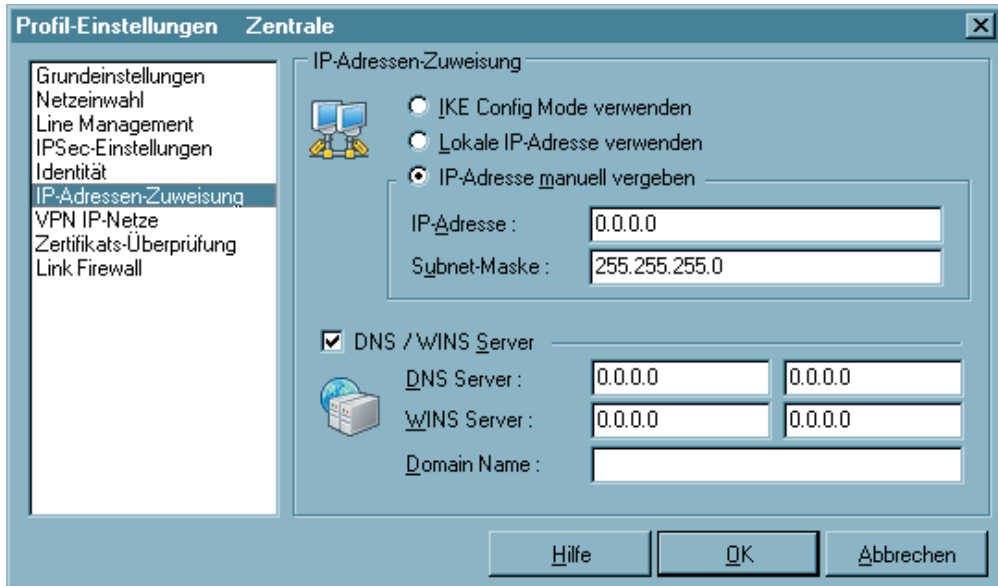 Profil-Einstellungen Zentrale
Grundeinstellungen
Netzeinwahl
Line Management
IPSec-Einstellungen
Identität
IP-Adressen-Zuweisung
VPN IP-Netze
Zertifikats-Überprüfung
Link Firewall
IP-Adressen-Zuweisung
IKE Config Mode verwenden
Lokale IP-Adresse verwenden
IP-Adresse manuell vergeben
IP-Adresse : 0.0.0.0
Subnet-Maske : 255.255.255.0
DNS / WINS Server
DNS Server : 0.0.0.0 0.0.0.0
WINS Server : 0.0.0.0 0.0.0.0
Domain Name :
Hilfe OK Abbrechen